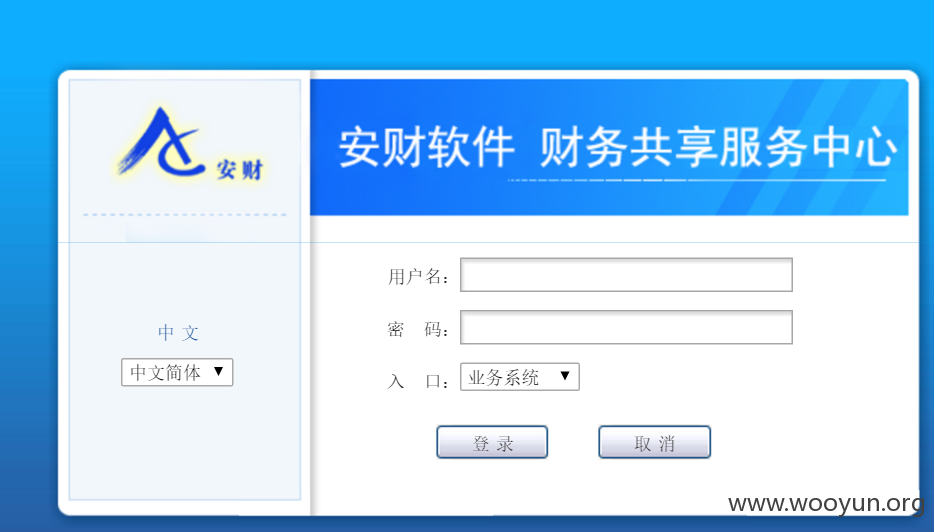 安财
安财软件 财务共享服务中心
中 文
中文简体
用户名：
密 码：
入 口：
业务系统
登 录
取 消
www.wooyun.org